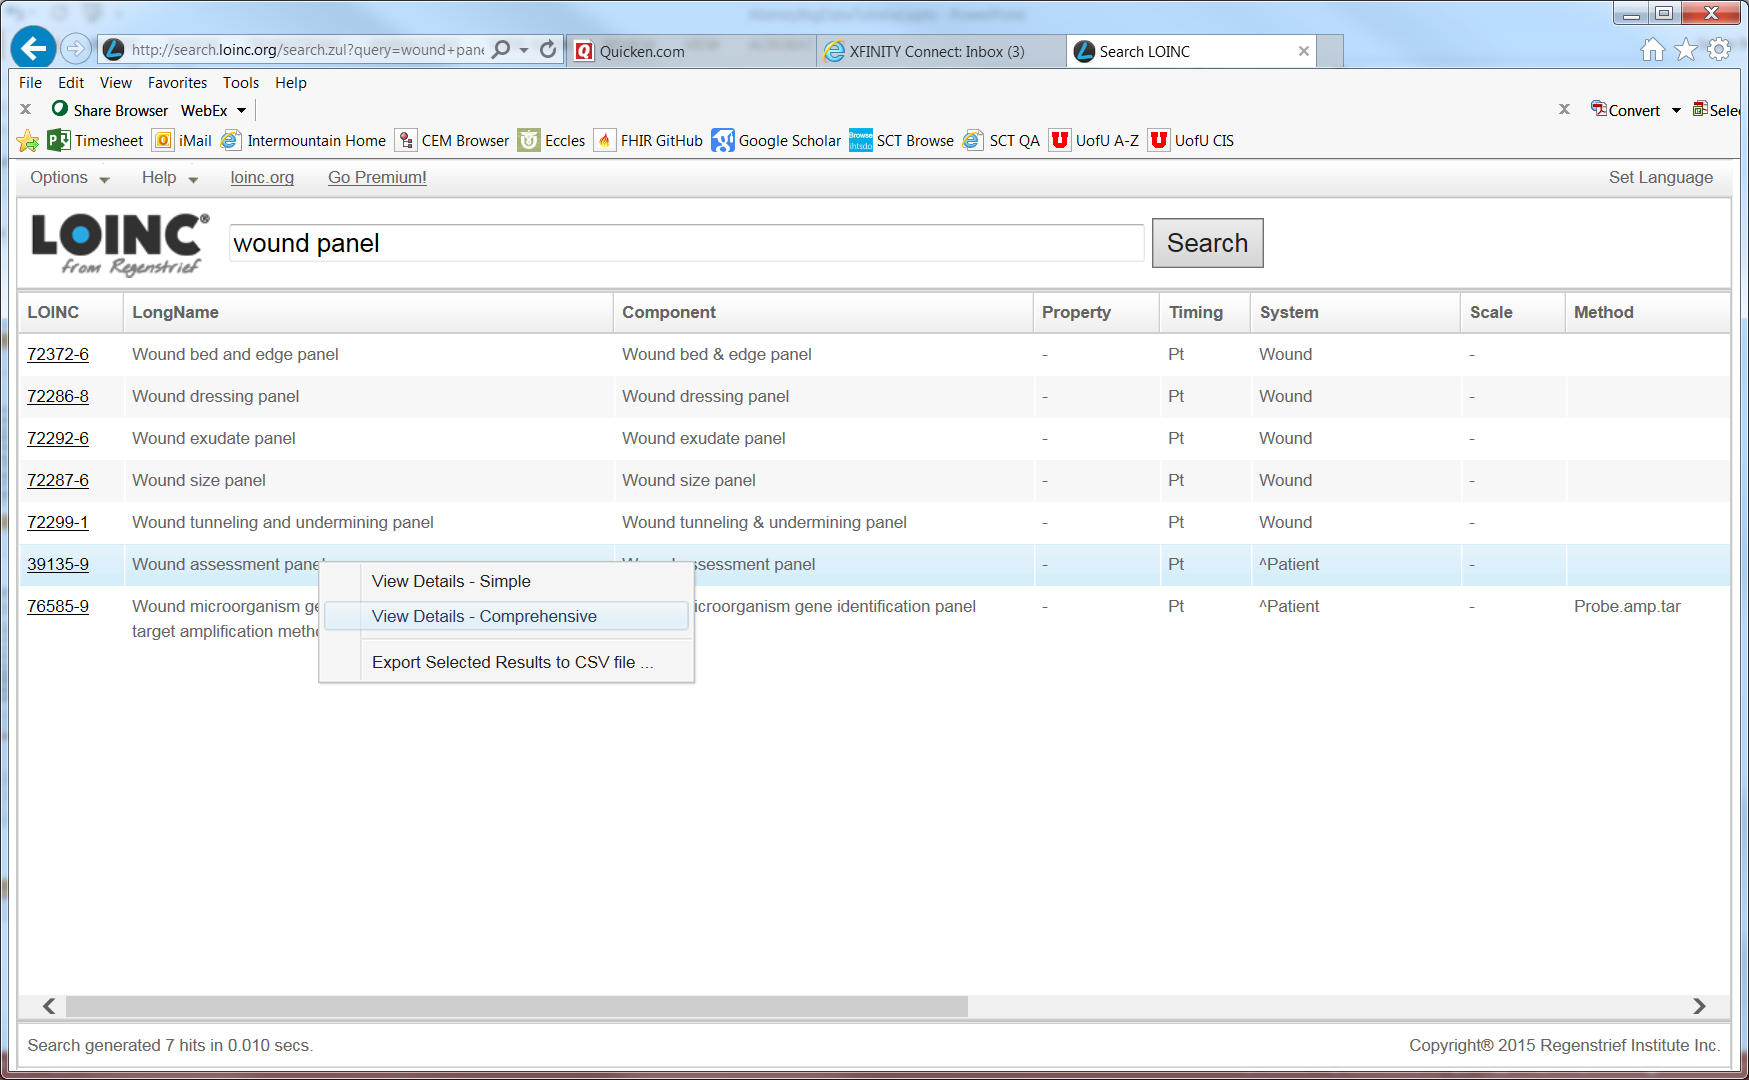 http://search.loinc.org/search.zul?query=wound+pane
Quicken.com
XFINITY Connect: Inbox (3)
Search LOINC
File Edit View Favorites Tools Help
x Share Browser WebEx x Convert Selec
Timesheet iMail Intermountain Home CEM Browser Eccles FHIR GitHub Google Scholar SCT Browse SCT QA UofU A-Z UofU CIS
Options Help loinc.org Go Premium! Set Language
LOINC® wound panel Search
from Regenstrief
LOINC LongName Component Property Timing System Scale Method
72372-6 Wound bed and edge panel Wound bed & edge panel - Pt Wound -
72286-8 Wound dressing panel Wound dressing panel - Pt Wound -
72292-6 Wound exudate panel Wound exudate panel - Pt Wound -
72287-6 Wound size panel Wound size panel - Pt Wound -
72299-1 Wound tunneling and undermining panel Wound tunneling & undermining panel - Pt Wound -
39135-9 Wound assessment panel ssessment panel - Pt ^Patient -
View Details - Simple
76585-9 Wound microorganism ge icroorganism gene identification panel - Pt ^Patient Probe.amp.tar
View Details - Comprehensive
target amplification metho
Export Selected Results to CSV file ...
Search generated 7 hits in 0.010 secs. Copyright® 2015 Regenstrief Institute Inc.